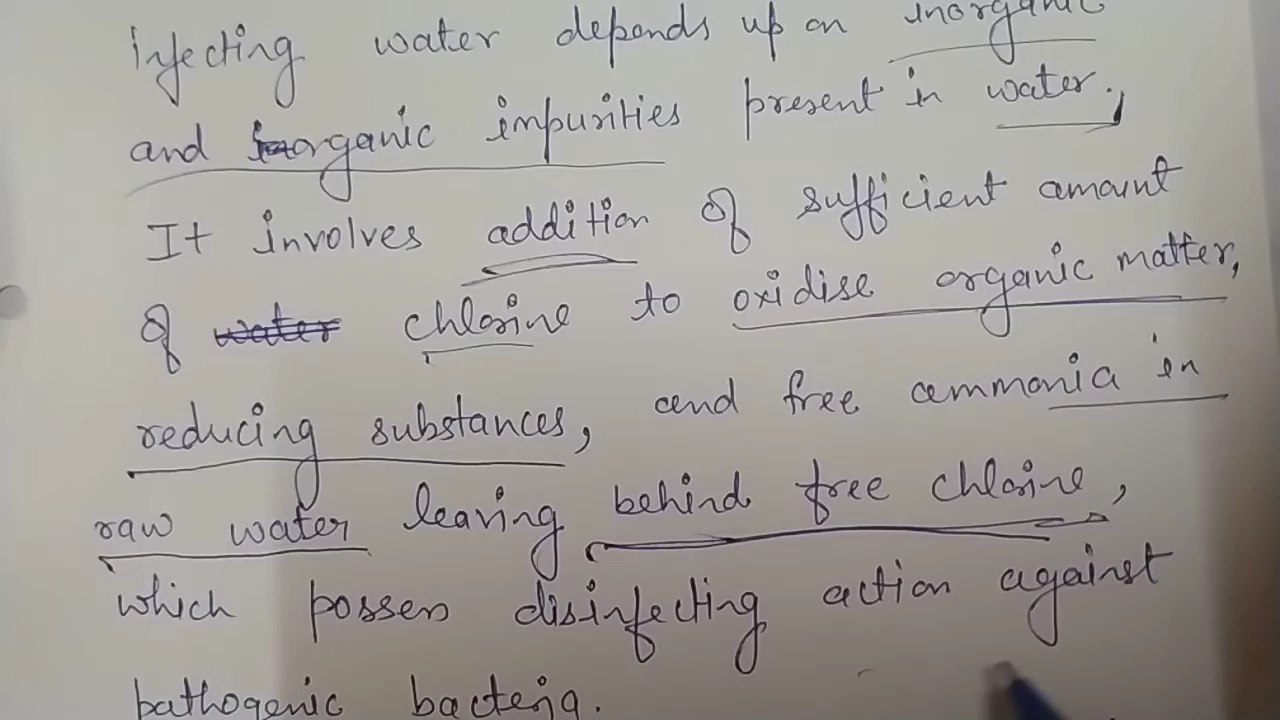 infecting water depends up on inorganic
and organic impurities present in water.,
It involves addition of sufficient amount
of water chlorine to oxidise organic matter,
reducing substances, and free ammonia in
raw water leaving behind free chlorine,
which possess disinfecting action against
pathogenic bacteria.